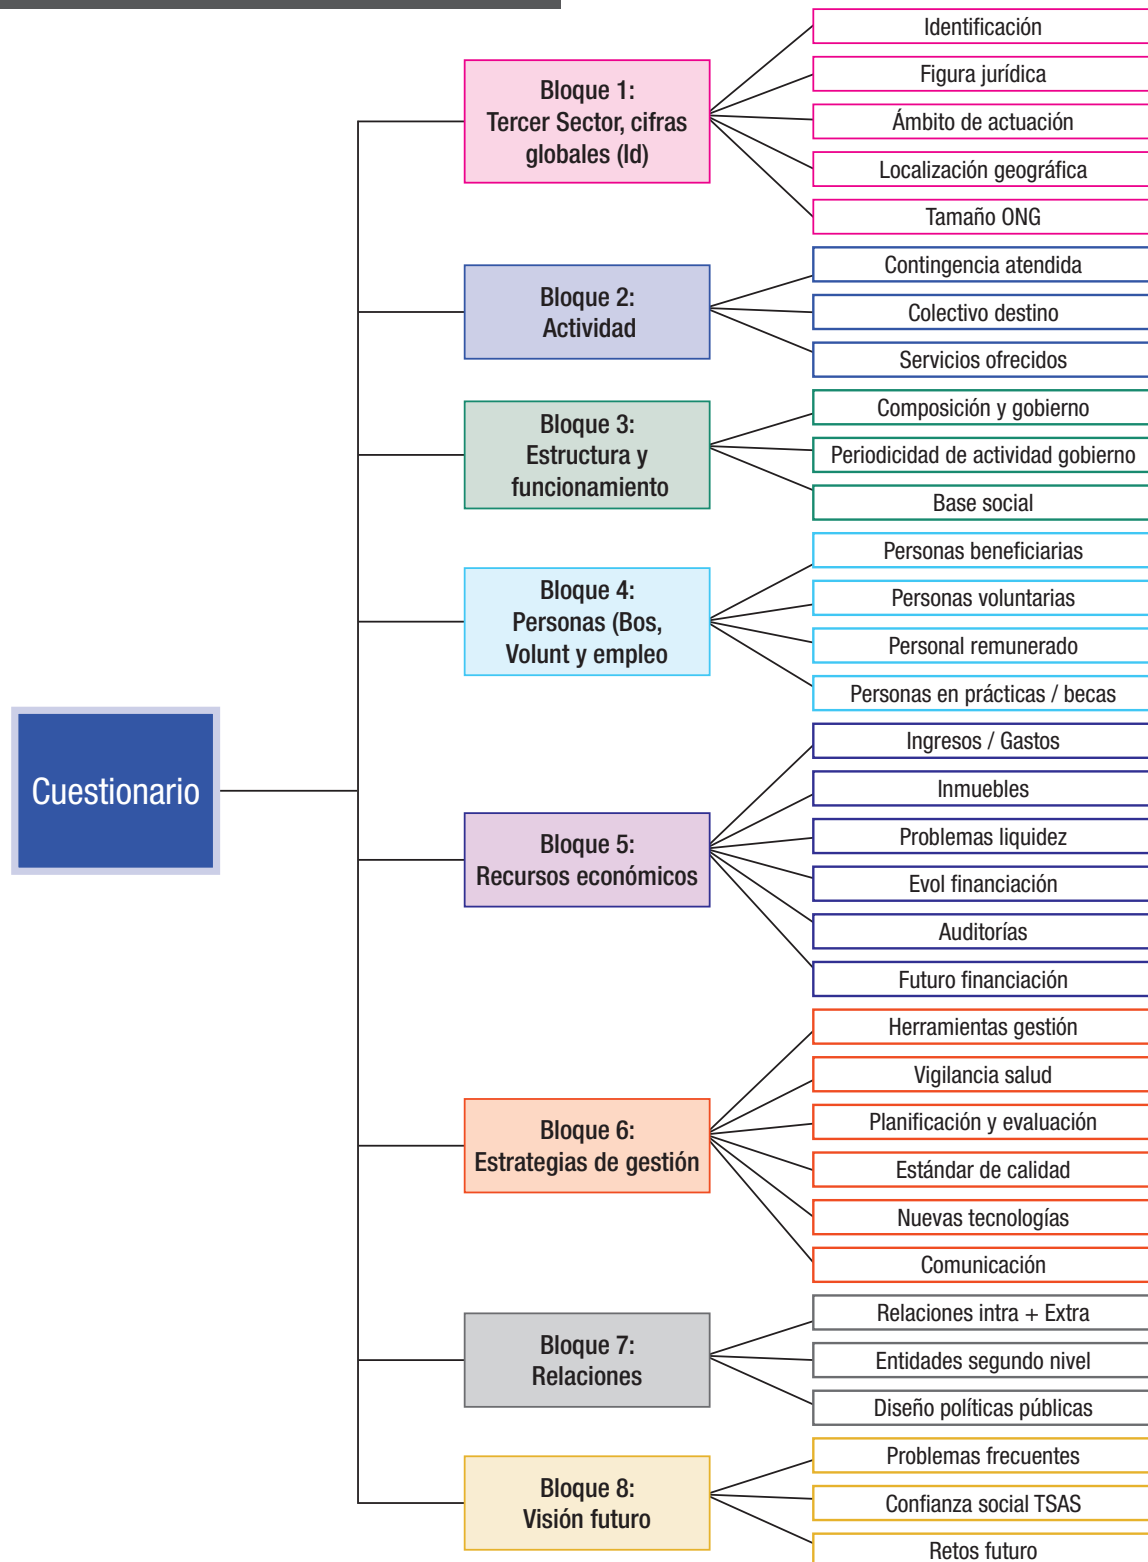 Cuestionario
Bloque 1:
Tercer Sector, cifras
globales (Id)
Identificación
Figura jurídica
Ámbito de actuación
Localización geográfica
Tamaño ONG
Bloque 2:
Actividad
Contingencia atendida
Colectivo destino
Servicios ofrecidos
Bloque 3:
Estructura y
funcionamiento
Composición y gobierno
Periodicidad de actividad gobierno
Base social
Bloque 4:
Personas (Bos,
Volunt y empleo
Personas beneficiarias
Personas voluntarias
Personal remunerado
Personas en prácticas / becas
Bloque 5:
Recursos económicos
Ingresos / Gastos
Inmuebles
Problemas liquidez
Evol financiación
Auditorías
Futuro financiación
Bloque 6:
Estrategias de gestión
Herramientas gestión
Vigilancia salud
Planificación y evaluación
Estándar de calidad
Nuevas tecnologías
Comunicación
Bloque 7:
Relaciones
Relaciones intra + Extra
Entidades segundo nivel
Diseño políticas públicas
Bloque 8:
Visión futuro
Problemas frecuentes
Confianza social TSAS
Retos futuro